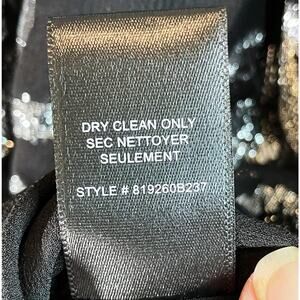 DRY CLEAN ONLY
SEC NETTOYER
SEULEMENT
STYLE # 819260B237